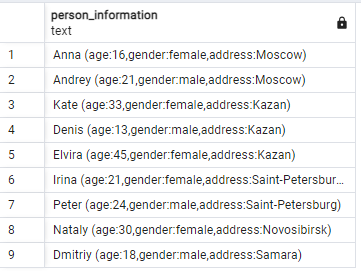 person_information
text
1 Anna (age:16,gender:female,address:Moscow)
2 Andrey (age:21,gender:male,address:Moscow)
3 Kate (age:33,gender:female,address:Kazan)
4 Denis (age:13,gender:male,address:Kazan)
5 Elvira (age:45,gender:female,address:Kazan)
6 Irina (age:21,gender:female,address:Saint-Petersbur...
7 Peter (age:24,gender:male,address:Saint-Petersburg)
8 Nataly (age:30,gender:female,address:Novosibirsk)
9 Dmitriy (age:18,gender:male,address:Samara)